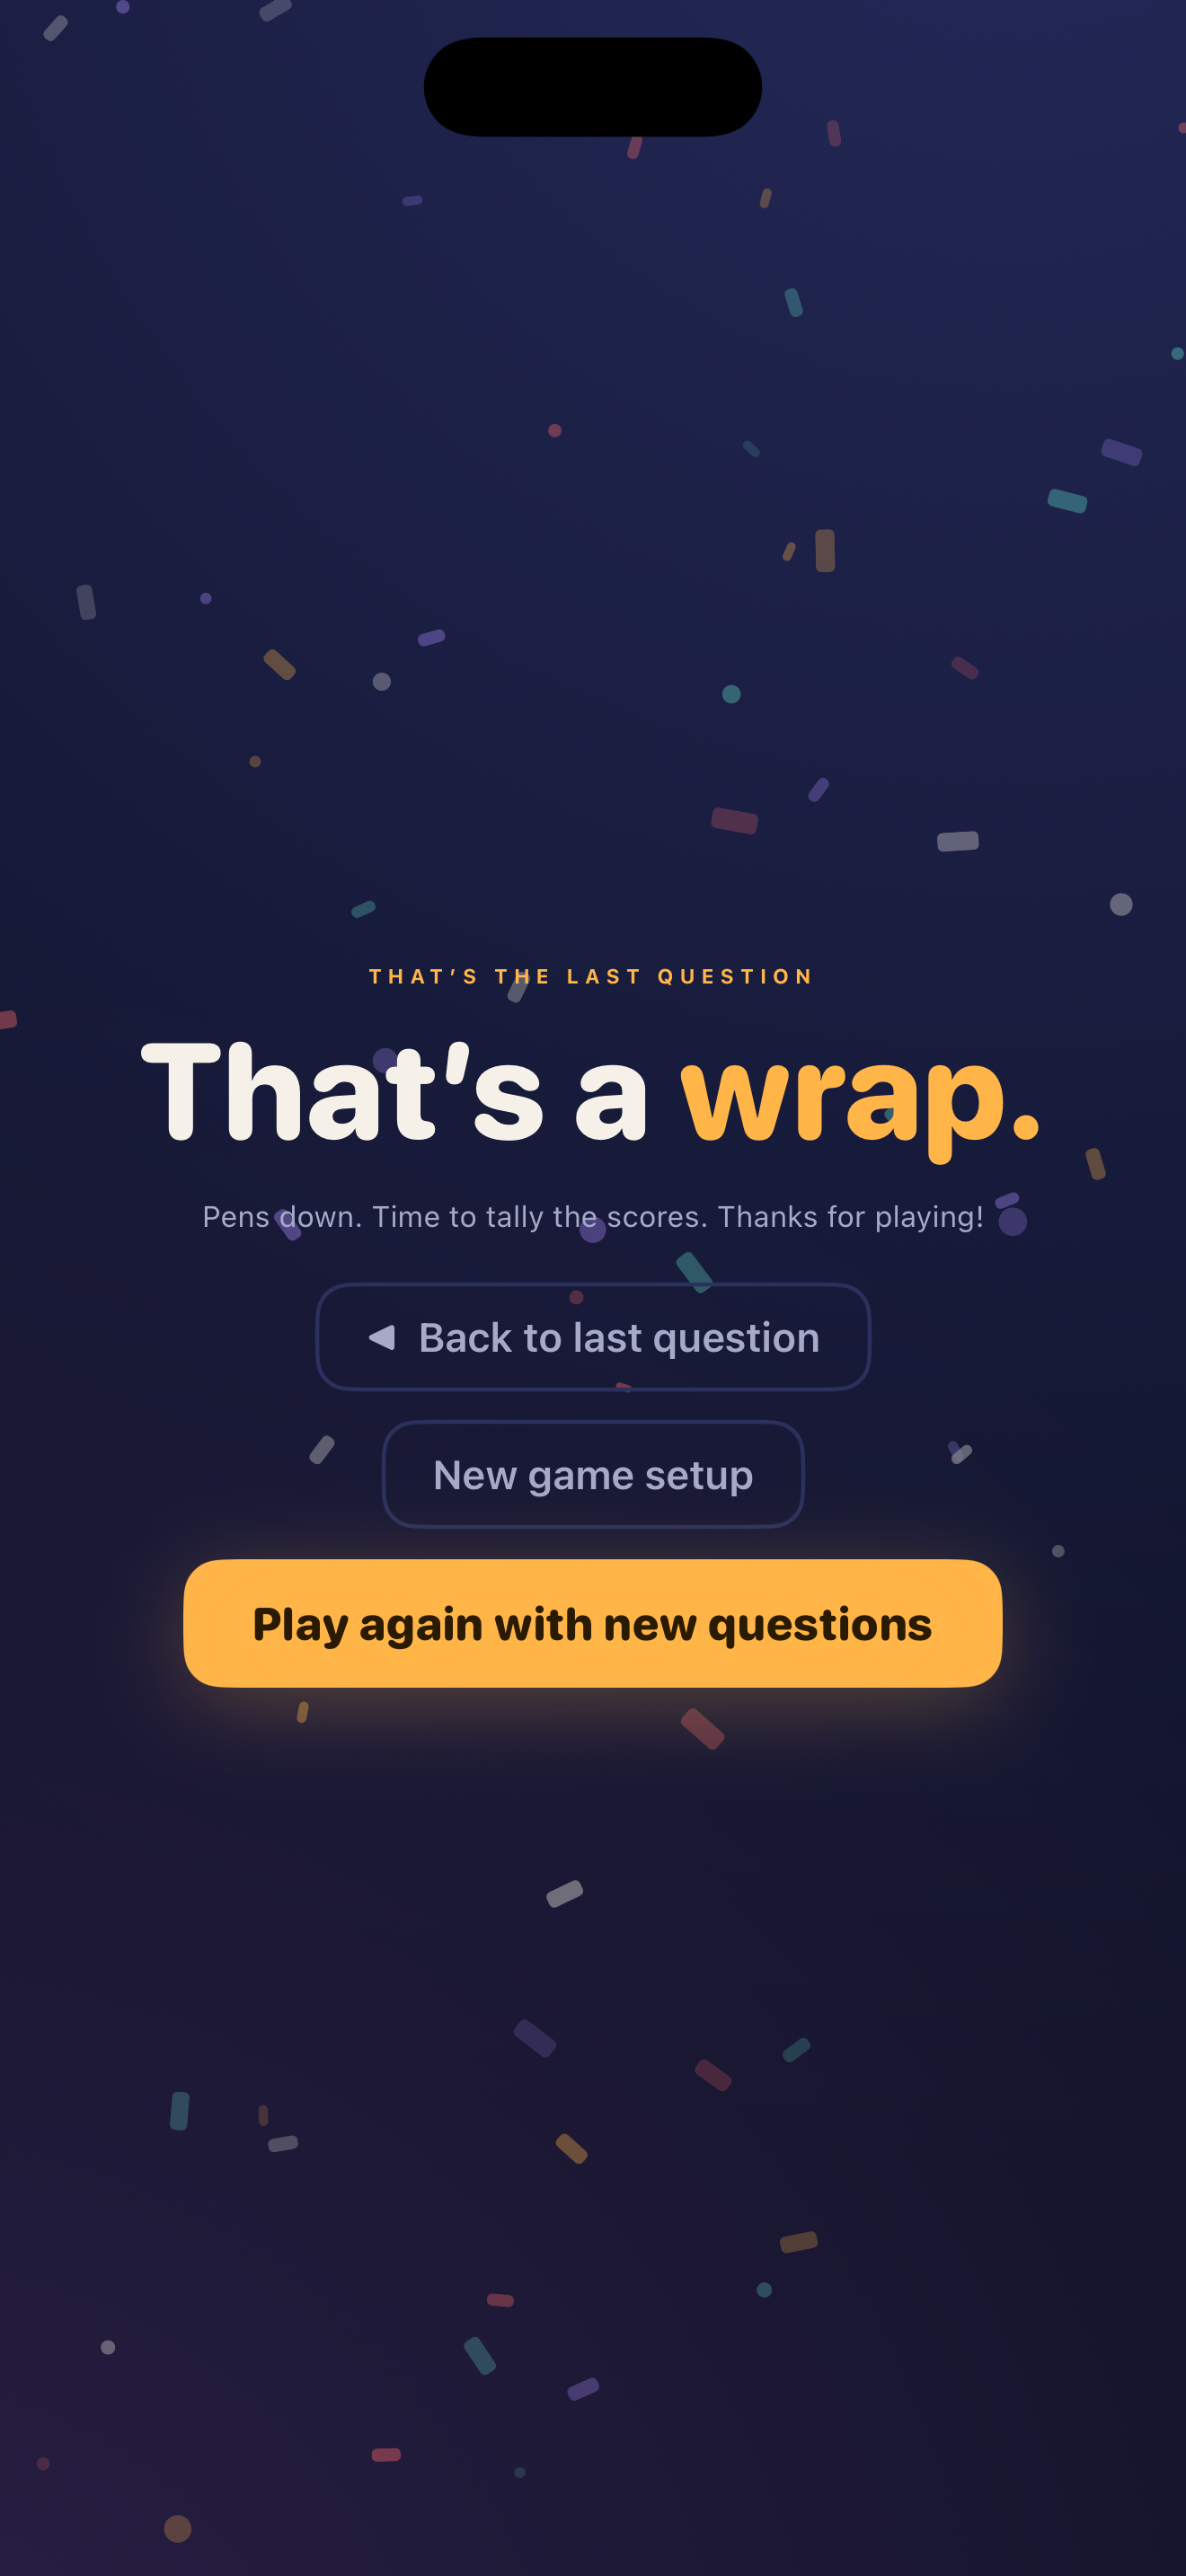 THAT’S THE LAST QUESTION
That’s a wrap.
Pens down. Time to tally the scores. Thanks for playing!
◀ Back to last question
New game setup
Play again with new questions